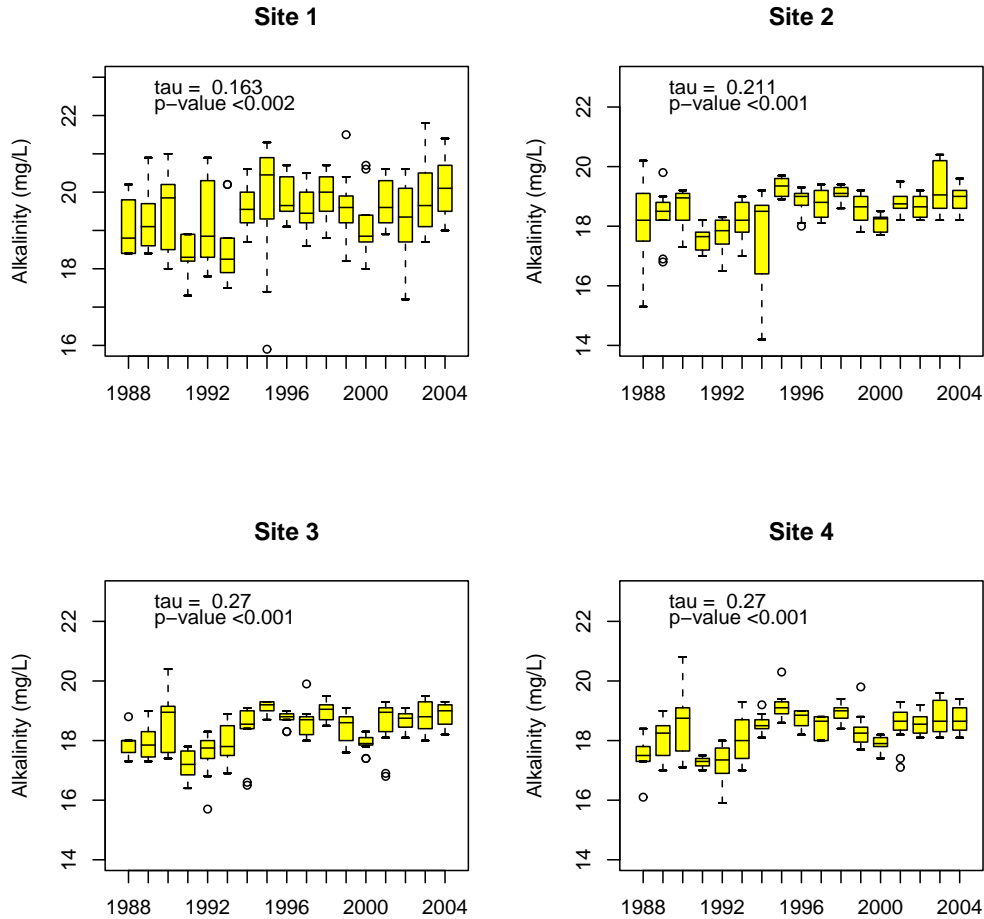 Site 1
tau = 0.163
p−value <0.002
Alkalinity (mg/L)
22
20
18
16
1988 1992 1996 2000 2004
Site 2
tau = 0.211
p−value <0.001
Alkalinity (mg/L)
22
20
18
16
14
1988 1992 1996 2000 2004
Site 3
tau = 0.27
p−value <0.001
Alkalinity (mg/L)
22
20
18
16
14
1988 1992 1996 2000 2004
Site 4
tau = 0.27
p−value <0.001
Alkalinity (mg/L)
22
20
18
16
14
1988 1992 1996 2000 2004